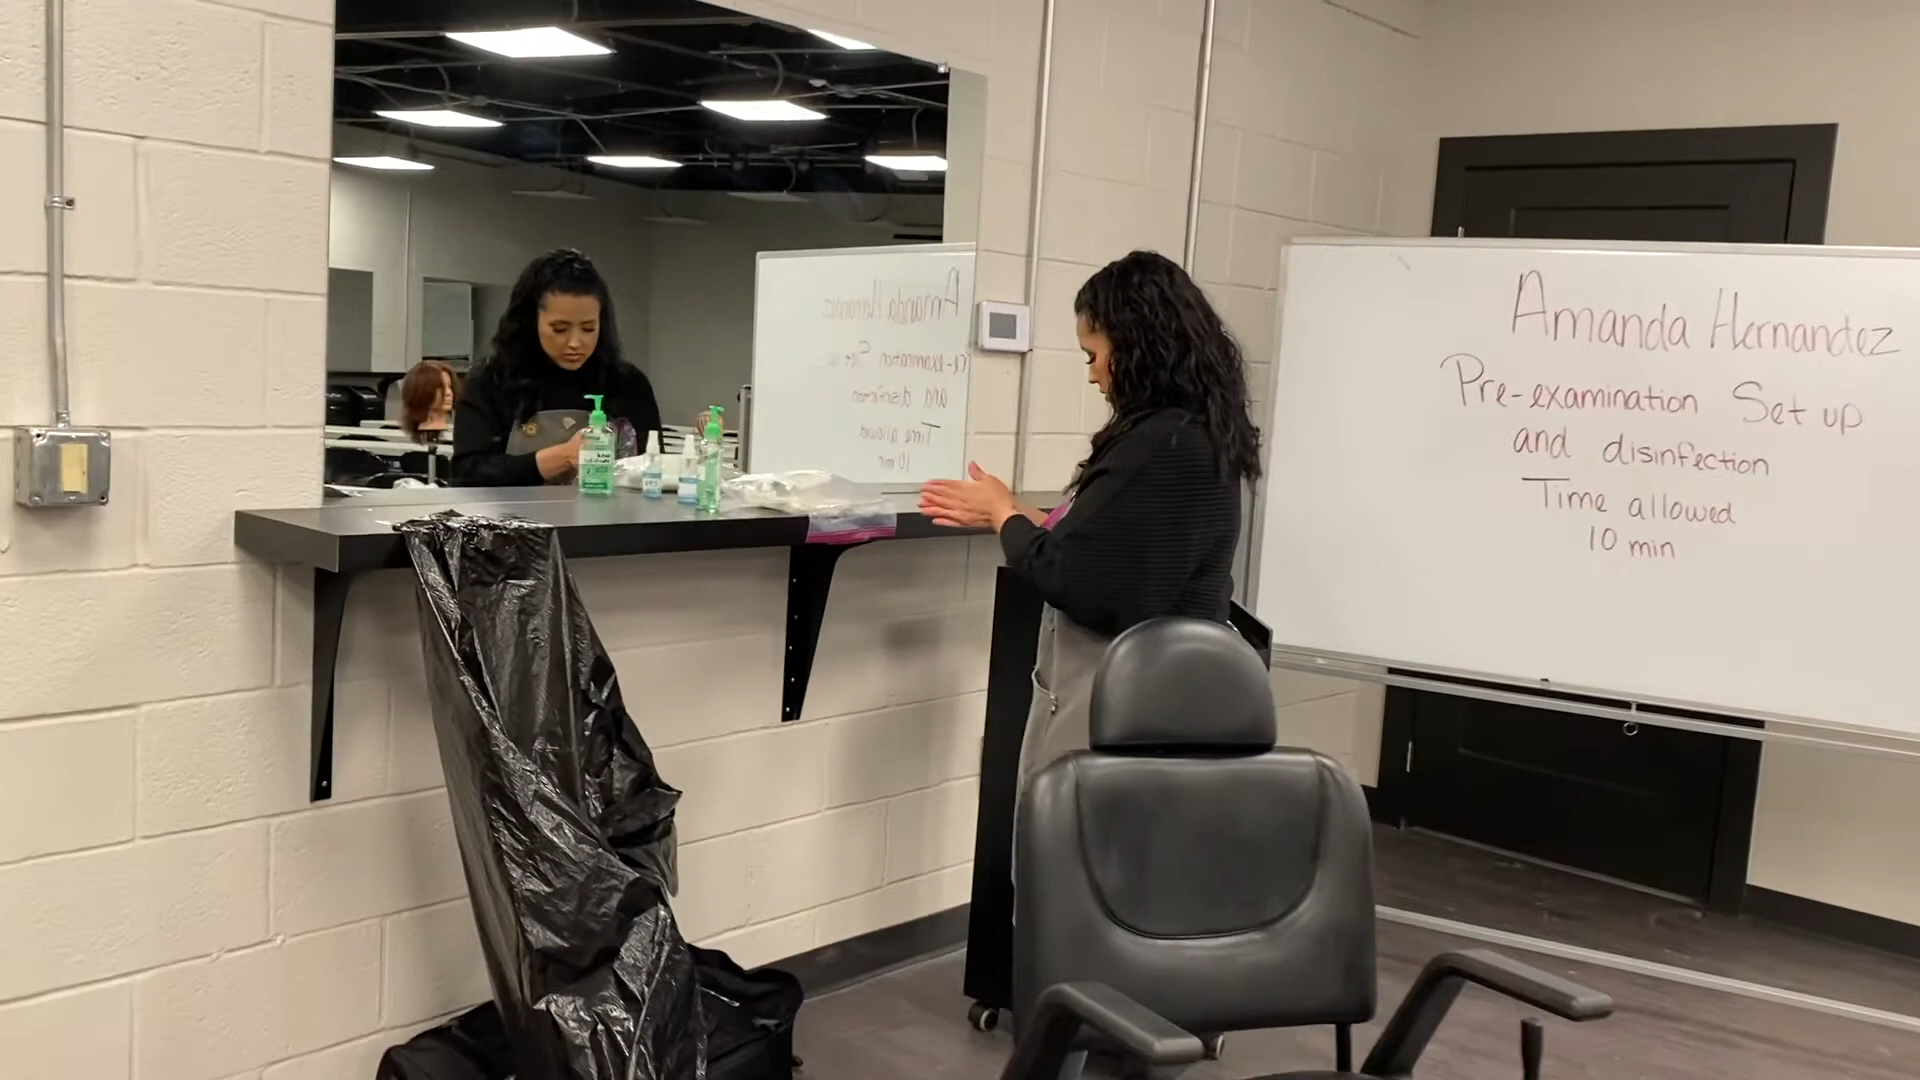 Amanda Hernandez
Pre-examination Set up
and disinfection
Time allowed
10 min